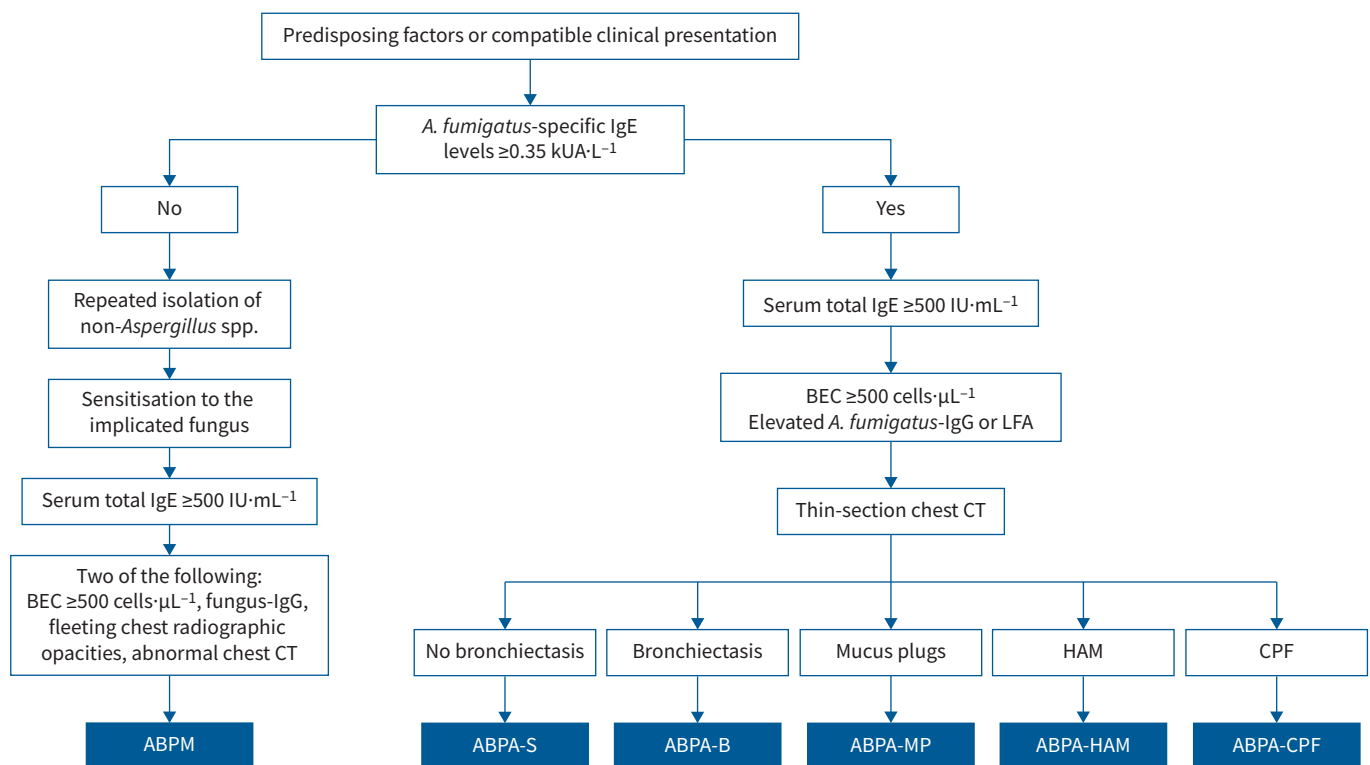 Predisposing factors or compatible clinical presentation
A. fumigatus-specific IgE
levels ≥0.35 kUA·L⁻¹
No
Yes
Repeated isolation of
non-Aspergillus spp.
Sensitisation to the
implicated fungus
Serum total IgE ≥500 IU·mL⁻¹
Two of the following:
BEC ≥500 cells·µL⁻¹, fungus-IgG,
fleeting chest radiographic
opacities, abnormal chest CT
ABPM
Serum total IgE ≥500 IU·mL⁻¹
BEC ≥500 cells·µL⁻¹
Elevated A. fumigatus-IgG or LFA
Thin-section chest CT
No bronchiectasis
Bronchiectasis
Mucus plugs
HAM
CPF
ABPA-S
ABPA-B
ABPA-MP
ABPA-HAM
ABPA-CPF